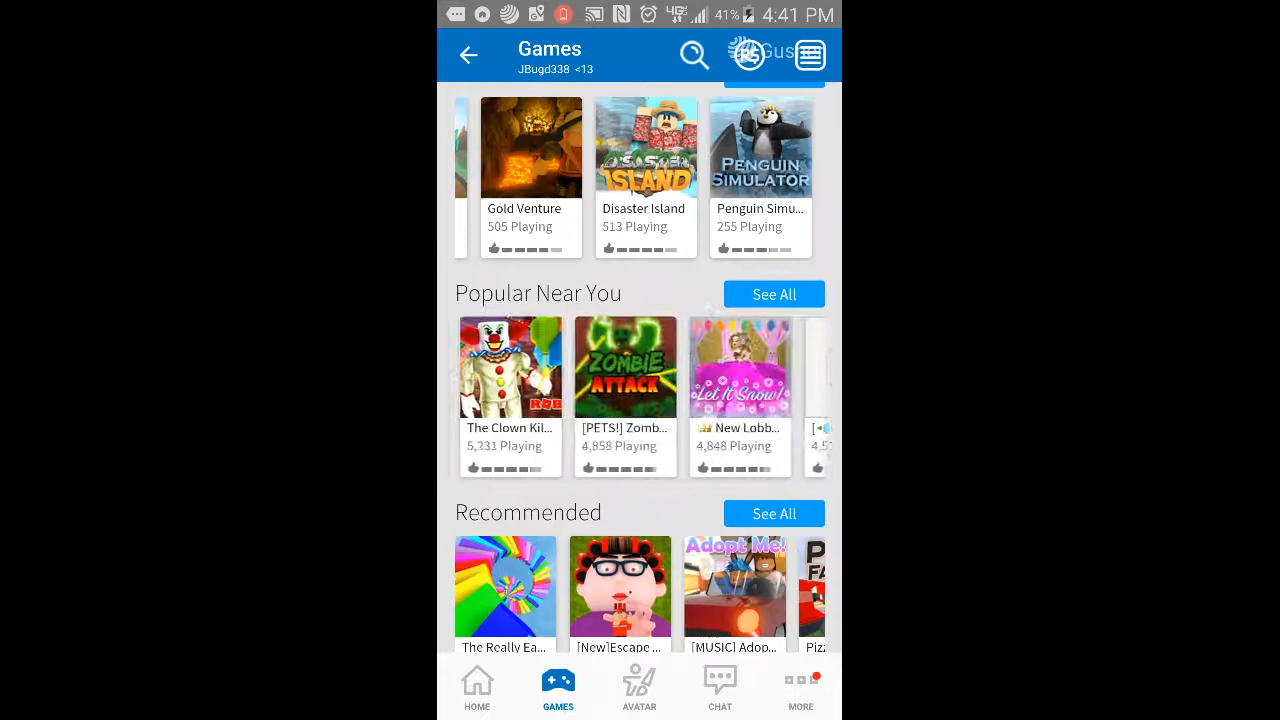 4G 41% 4:41 PM
Games
JBugd338 <13
R$
DISASTER
ISLAND
PENGUIN
SIMULATOR
Gold Venture
Disaster Island
Penguin Simu...
505 Playing
513 Playing
255 Playing
Popular Near You
See All
ZOMBIE
ATTACK
Let It Snow!
ROB
The Clown Kil...
[PETS!] Zomb...
New Lobb...
[
5,231 Playing
4,858 Playing
4,848 Playing
Recommended
See All
Adopt Me!
The Really Ea...
[New]Escape ...
[MUSIC] Adop...
Pizz
HOME
GAMES
AVATAR
CHAT
MORE